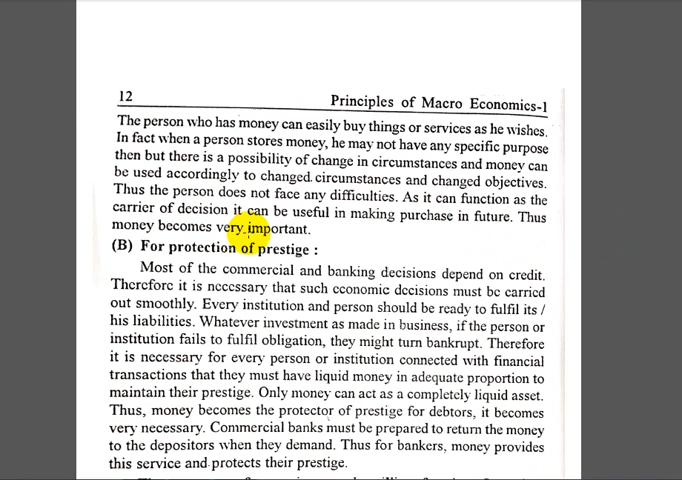 12
Principles of Macro Economics-1
The person who has money can easily buy things or services as he wishes.
In fact when a person stores money, he may not have any specific purpose
then but there is a possibility of change in circumstances and money can
be used accordingly to changed circumstances and changed objectives.
Thus the person does not face any difficulties. As it can function as the
carrier of decision it can be useful in making purchase in future. Thus
money becomes very important.
(B) For protection of prestige :
Most of the commercial and banking decisions depend on credit.
Therefore it is necessary that such economic decisions must be carried
out smoothly. Every institution and person should be ready to fulfil its /
his liabilities. Whatever investment as made in business, if the person or
institution fails to fulfil obligation, they might turn bankrupt. Therefore
it is necessary for every person or institution connected with financial
transactions that they must have liquid money in adequate proportion to
maintain their prestige. Only money can act as a completely liquid asset.
Thus, money becomes the protector of prestige for debtors, it becomes
very necessary. Commercial banks must be prepared to return the money
to the depositors when they demand. Thus for bankers, money provides
this service and protects their prestige.